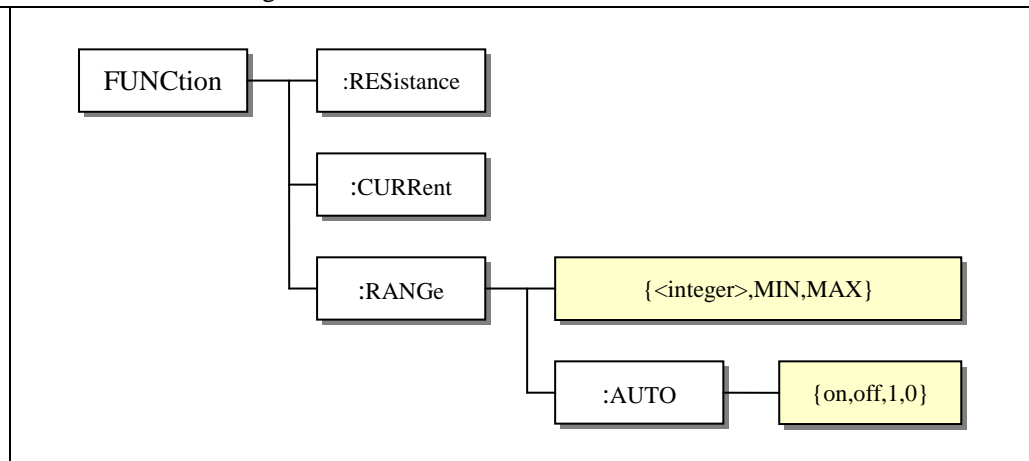 FUNCtion
:RESistance
:CURRent
:RANGe
{<integer>,MIN,MAX}
:AUTO
{on,off,1,0}